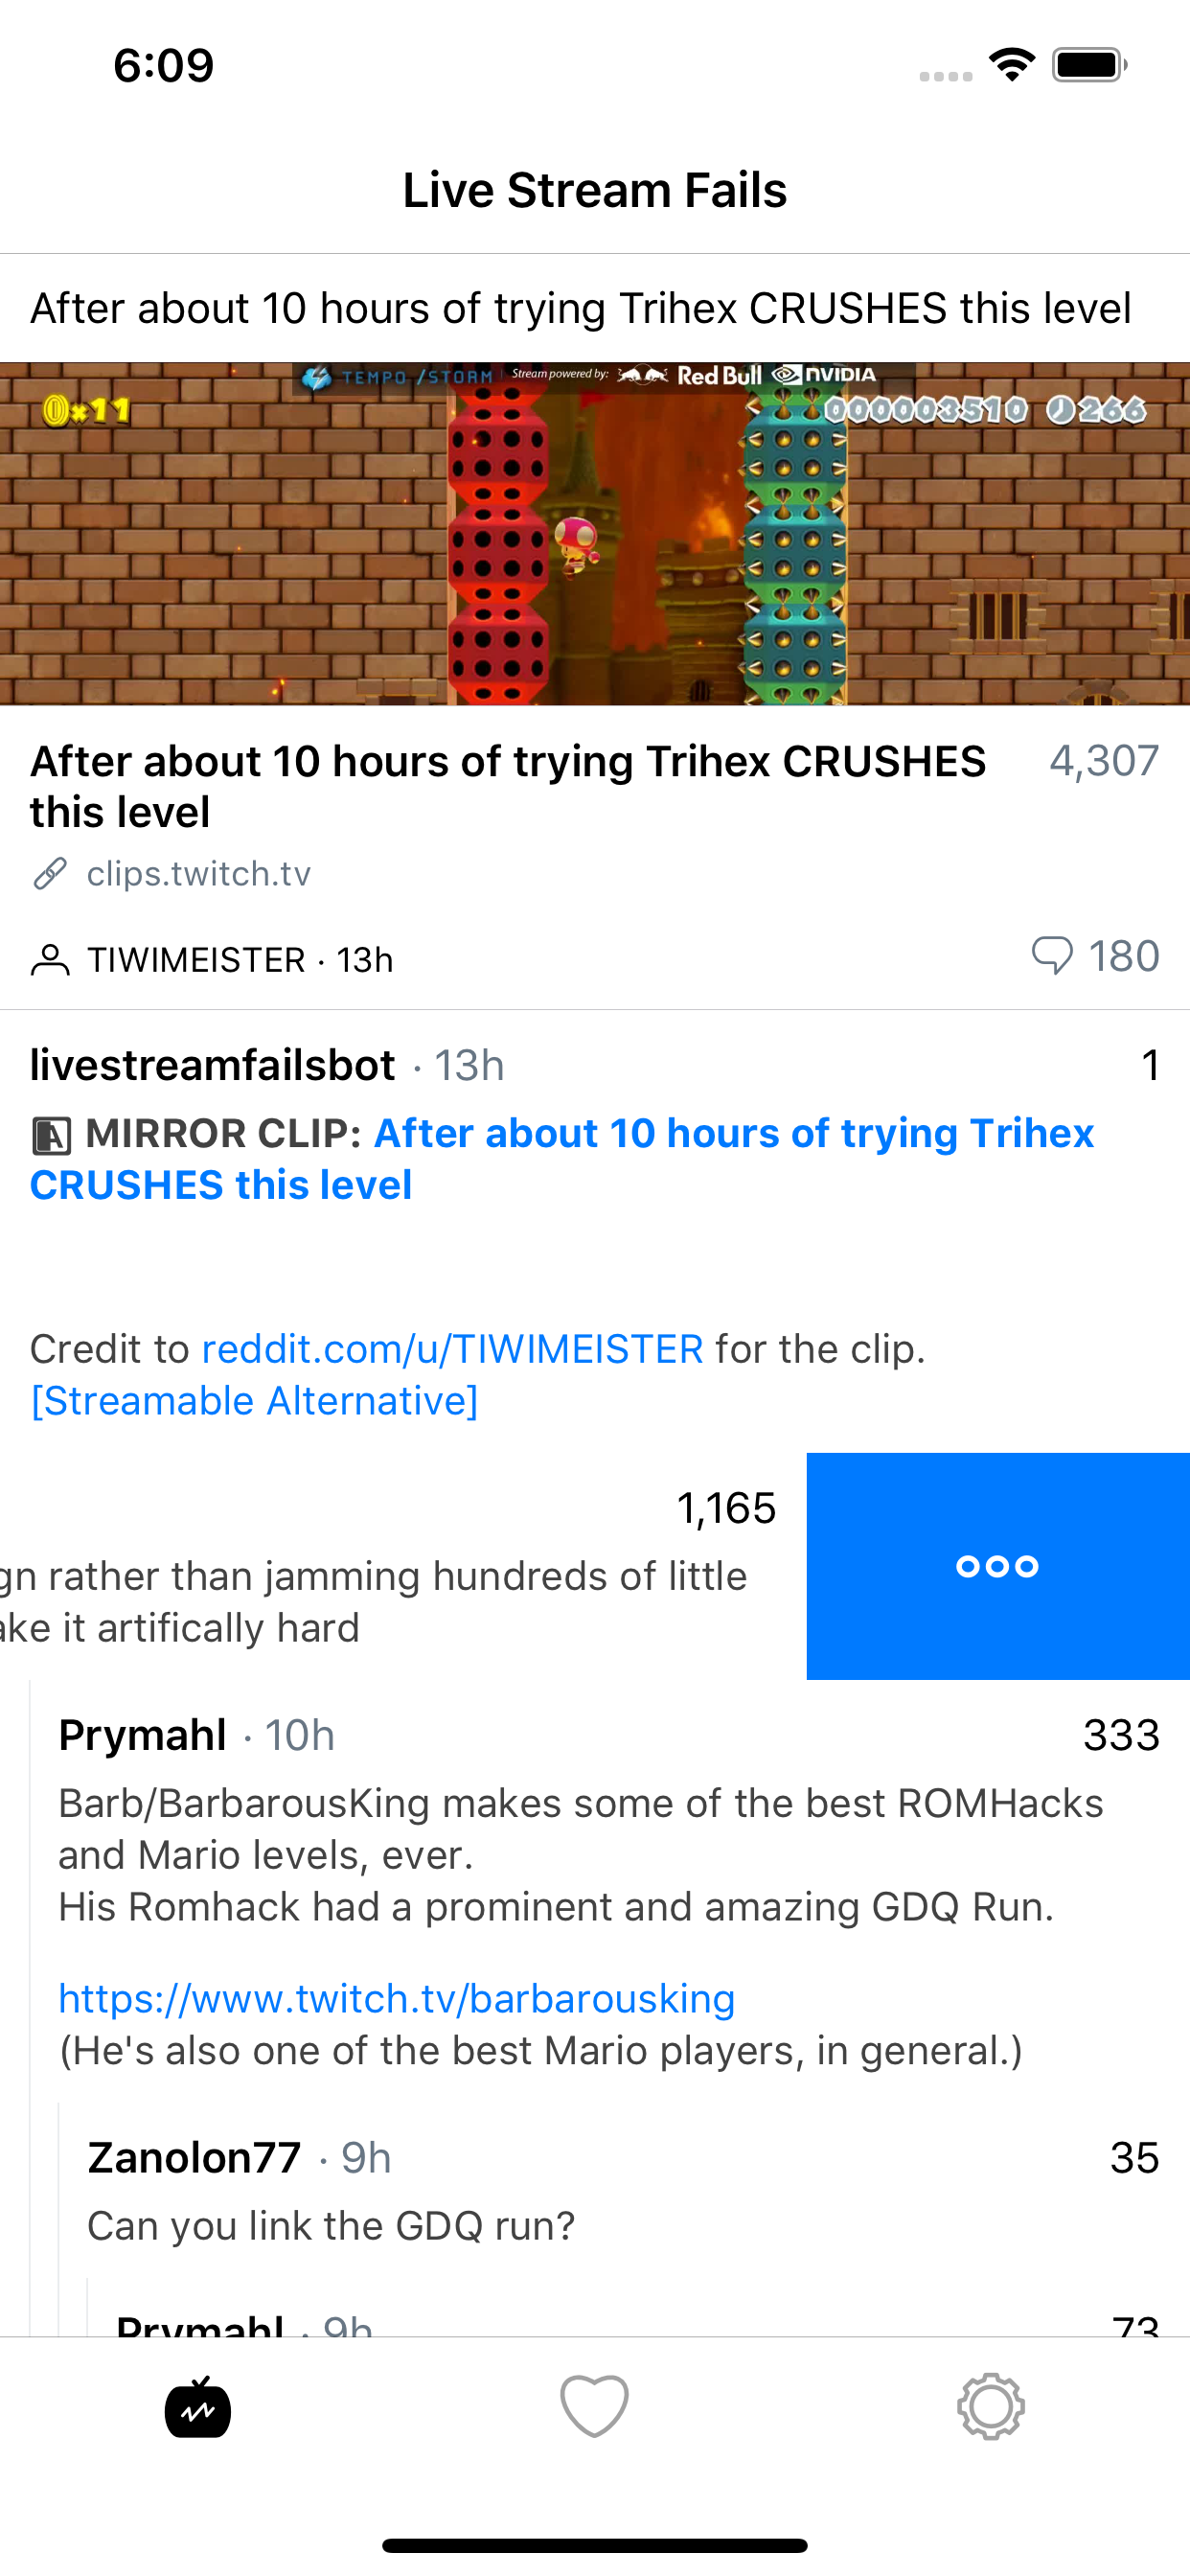 6:09
Live Stream Fails
After about 10 hours of trying Trihex CRUSHES this level
TEMPO /STORM Stream powered by: Red Bull NVIDIA
×11 000003510 266
After about 10 hours of trying Trihex CRUSHES 4,307
this level
clips.twitch.tv
TIWIMEISTER · 13h 180
livestreamfailsbot · 13h 1
MIRROR CLIP: After about 10 hours of trying Trihex
CRUSHES this level
Credit to reddit.com/u/TIWIMEISTER for the clip.
[Streamable Alternative]
1,165
gn rather than jamming hundreds of little
ake it artifically hard
Prymahl · 10h 333
Barb/BarbarousKing makes some of the best ROMHacks
and Mario levels, ever.
His Romhack had a prominent and amazing GDQ Run.
https://www.twitch.tv/barbarousking
(He's also one of the best Mario players, in general.)
Zanolon77 · 9h 35
Can you link the GDQ run?
Prymahl · 9h 73